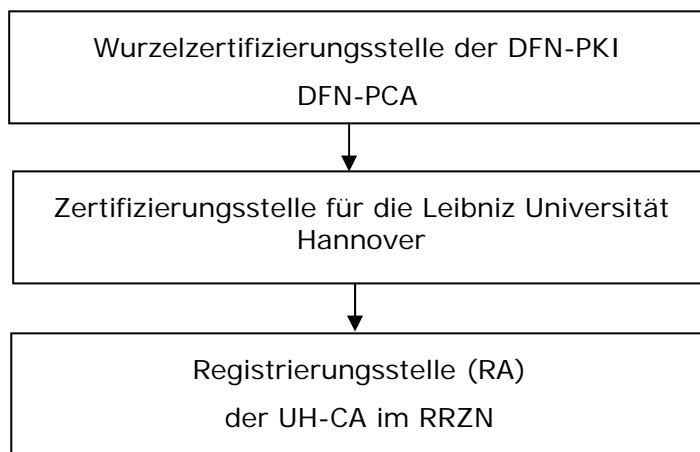 Wurzelzertifizierungsstelle der DFN-PKI
DFN-PCA
Zertifizierungsstelle für die Leibniz Universität
Hannover
Registrierungsstelle (RA)
der UH-CA im RRZN